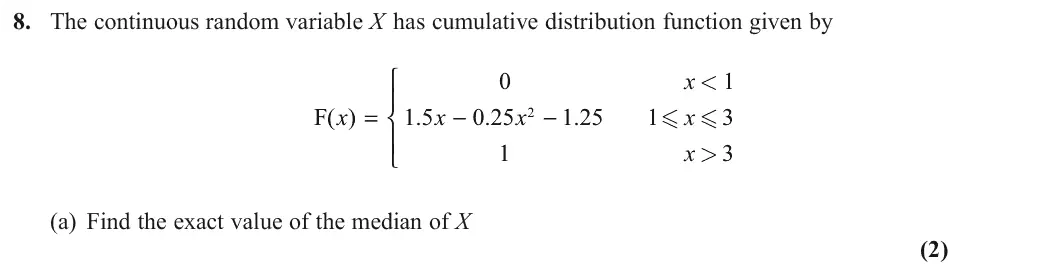 8. The continuous random variable X has cumulative distribution function given by
0 x < 1
F(x) = { 1.5x − 0.25x² − 1.25 1 ⩽ x ⩽ 3
1 x > 3
(a) Find the exact value of the median of X
(2)